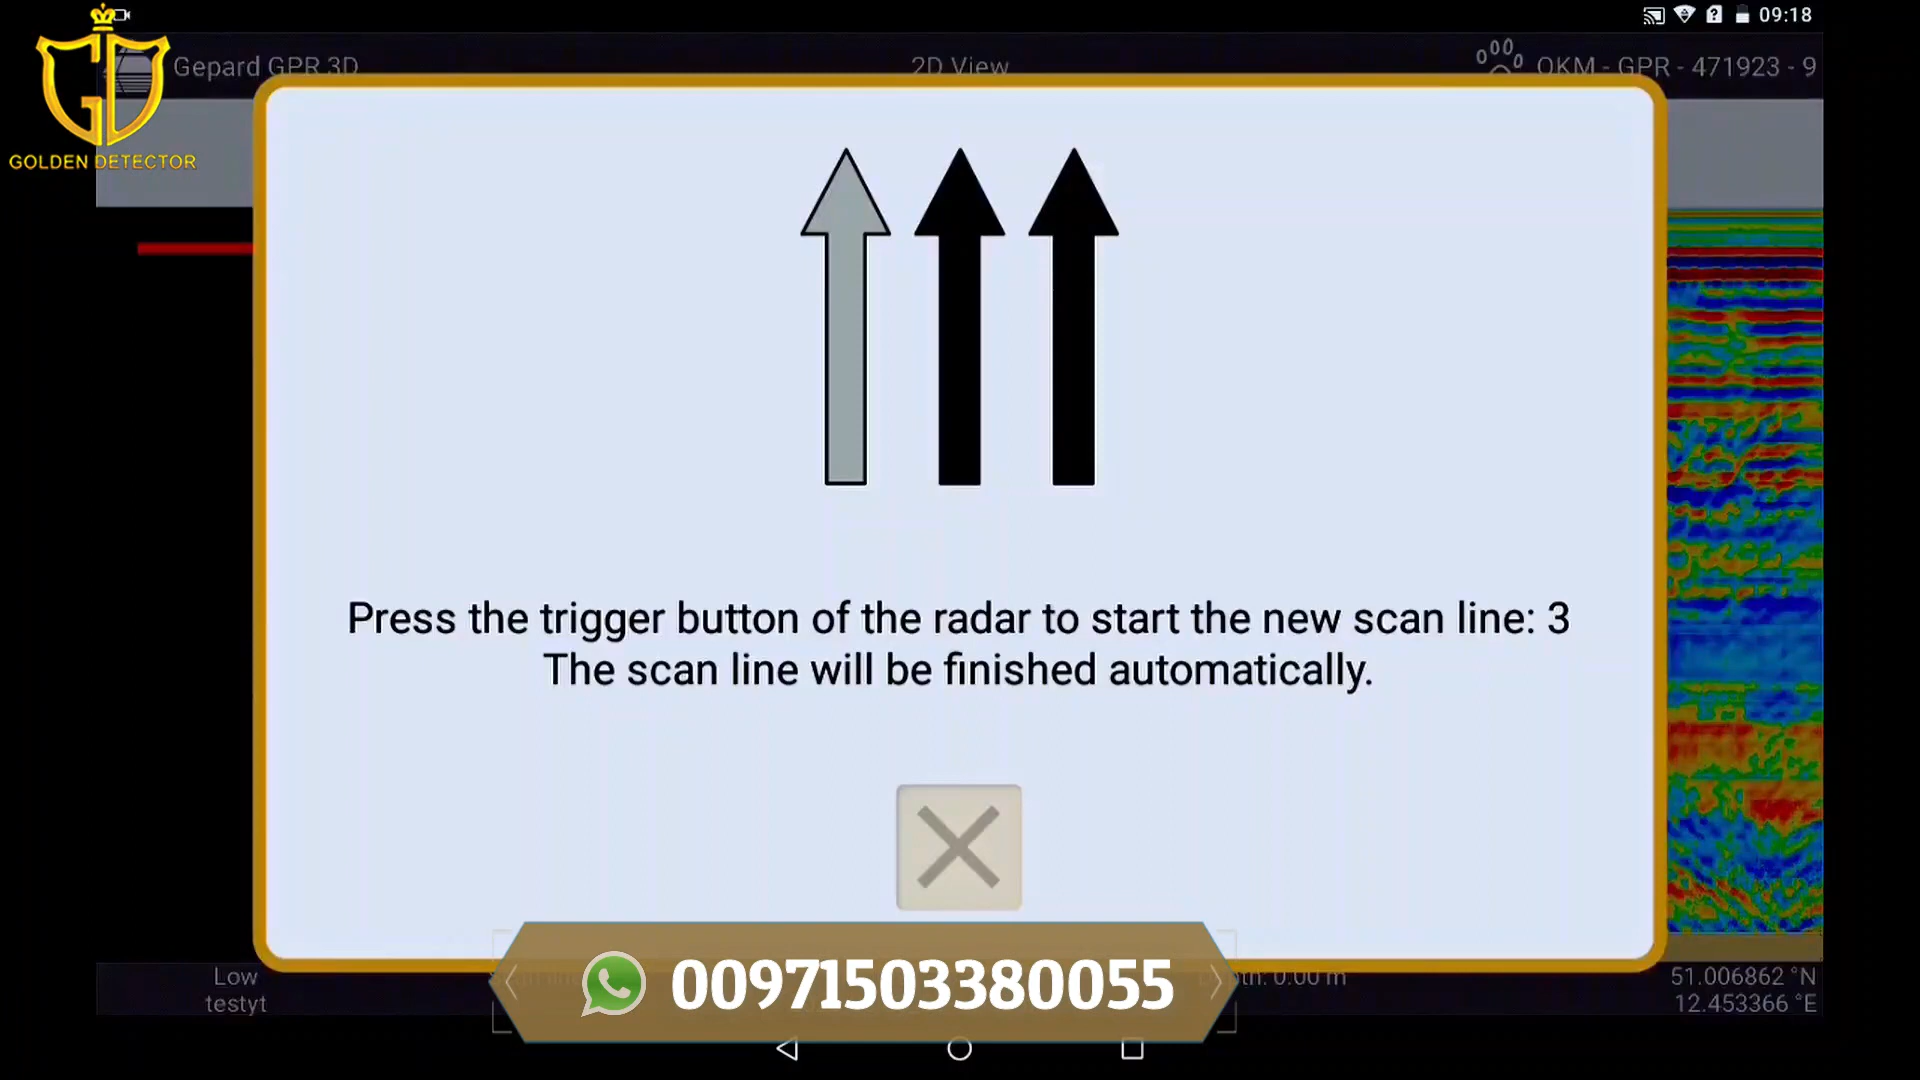 09:18
Gepard GPR 3D
2D View
OKM - GPR - 471923 - 9
GOLDEN DETECTOR
Press the trigger button of the radar to start the new scan line: 3
The scan line will be finished automatically.
00971503380055
0.00 m
Low
testyt
51.006862 °N
12.453366 °E